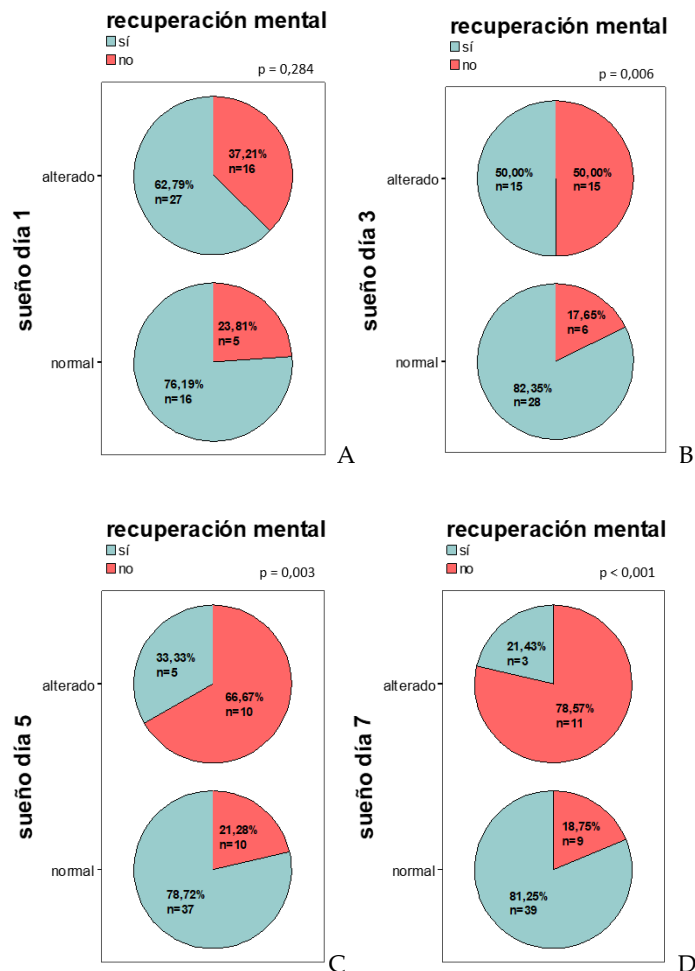 recuperación mental
sí
no
p = 0,284
alterado
37,21%
n=16
62,79%
n=27
sueño día 1
23,81%
n=5
normal
76,19%
n=16
A
recuperación mental
sí
no
p = 0,006
alterado
50,00%
n=15
50,00%
n=15
sueño día 3
17,65%
n=6
normal
82,35%
n=28
B
recuperación mental
sí
no
p = 0,003
33,33%
n=5
alterado
66,67%
n=10
sueño día 5
21,28%
n=10
normal
78,72%
n=37
C
recuperación mental
sí
no
p < 0,001
21,43%
n=3
alterado
78,57%
n=11
sueño día 7
18,75%
n=9
normal
81,25%
n=39
D